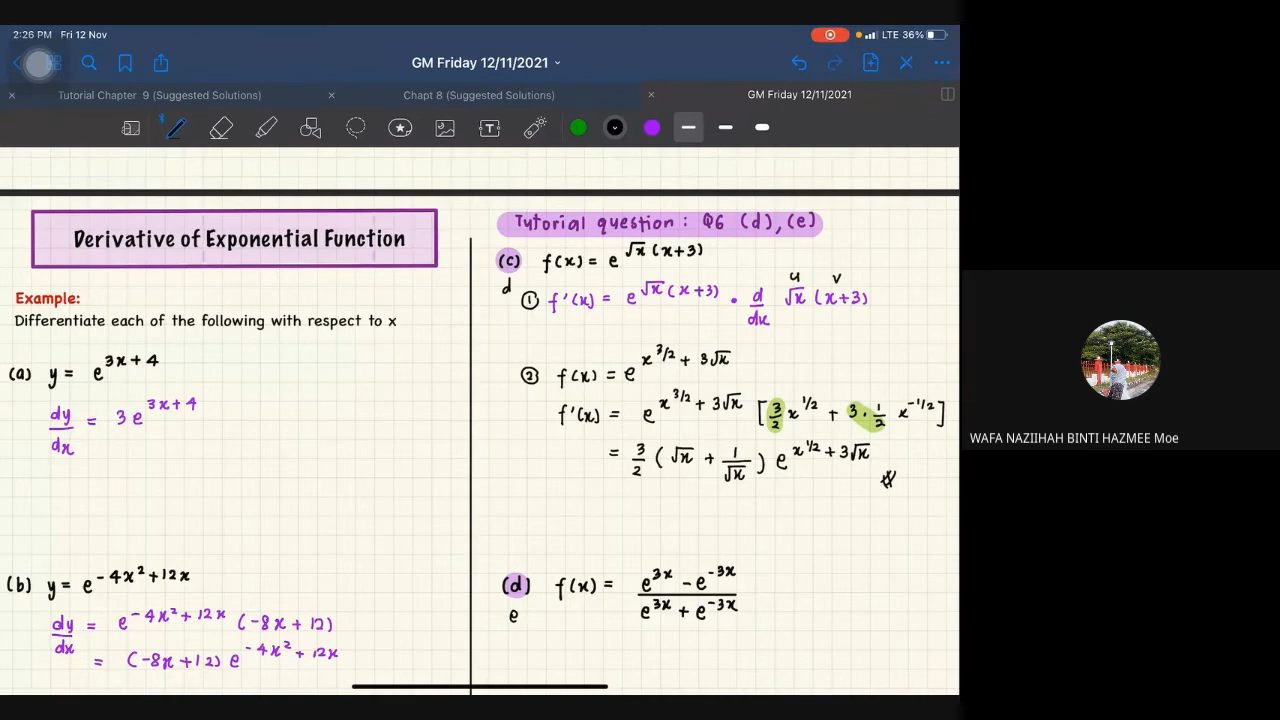 2:26 PM Fri 12 Nov
LTE 36%
GM Friday 12/11/2021
Tutorial Chapter 9 (Suggested Solutions)
Chapt 8 (Suggested Solutions)
GM Friday 12/11/2021
Derivative of Exponential Function
Example:
Differentiate each of the following with respect to x
(a) y = e^{3x+4}
dy/dx = 3e^{3x+4}
(b) y = e^{-4x²+12x}
dy/dx = e^{-4x²+12x} (-8x + 12)
= (-8x+12) e^{-4x²+12x}
Tutorial question : Q6 (d), (e)
(c) f(x) = e^{√x(x+3)}
d
① f'(x) = e^{√x(x+3)} · d/dx √x (x+3)
u v
② f(x) = e^{x^{3/2} + 3√x}
f'(x) = e^{x^{3/2} + 3√x} [3/2 x^{1/2} + 3·1/2 x^{-1/2}]
= 3/2 (√x + 1/√x) e^{x^{1/2} + 3√x}
(d) f(x) = (e^{3x} - e^{-3x})/(e^{3x} + e^{-3x})
e
WAFA NAZIIHAH BINTI HAZMEE Moe